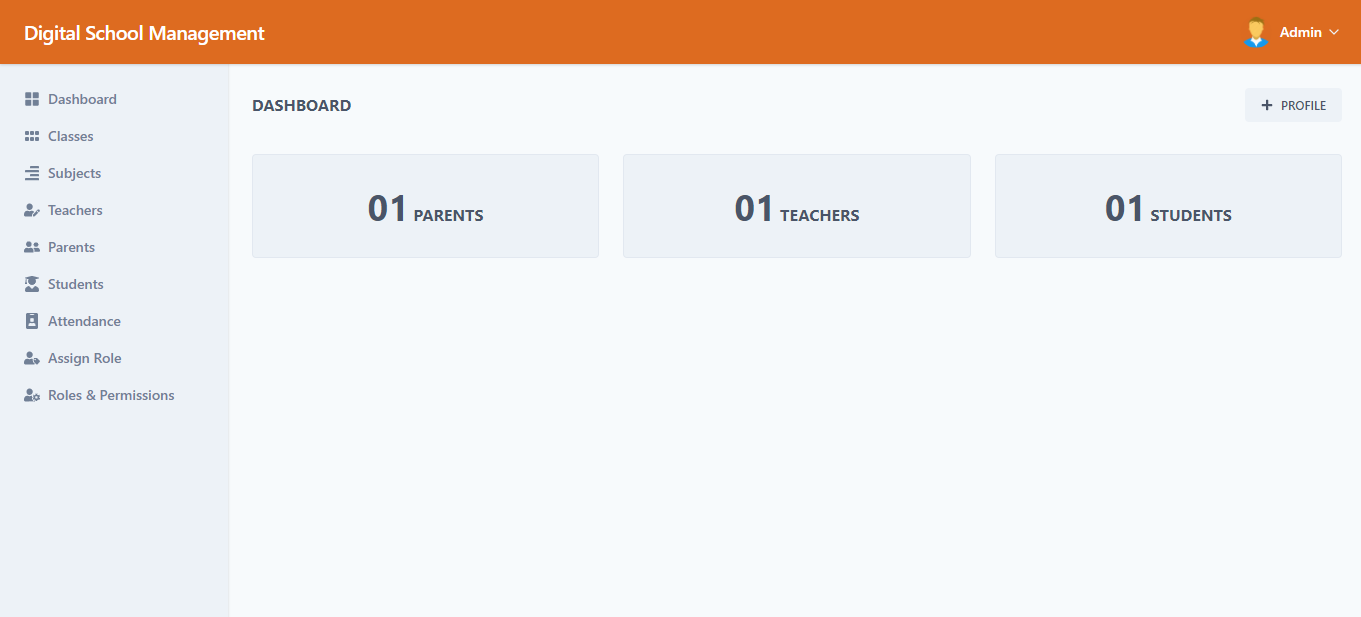 Digital School Management
Admin
Dashboard
Classes
Subjects
Teachers
Parents
Students
Attendance
Assign Role
Roles & Permissions
DASHBOARD
PROFILE
01 PARENTS
01 TEACHERS
01 STUDENTS